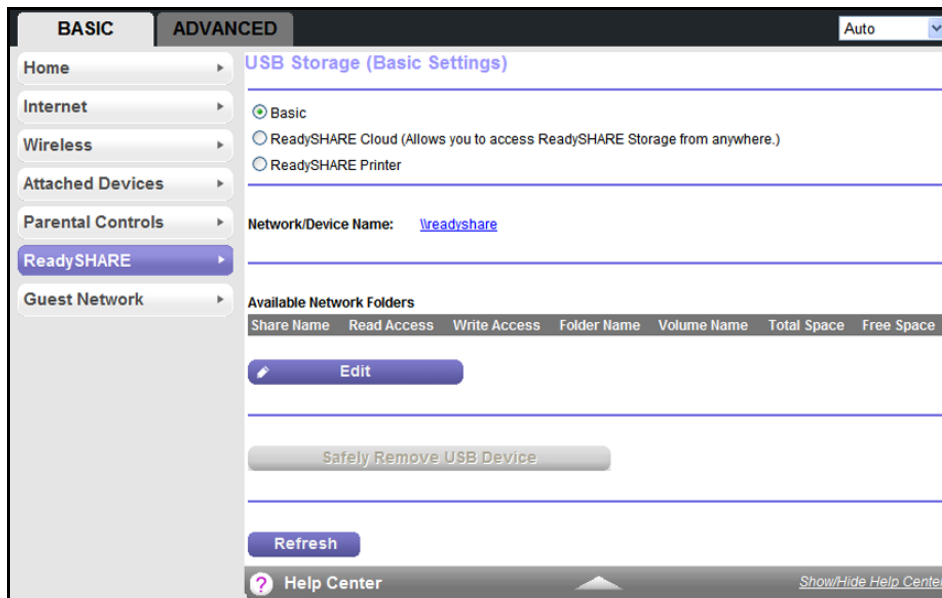 BASIC ADVANCED Auto
Home
Internet
Wireless
Attached Devices
Parental Controls
ReadySHARE
Guest Network
USB Storage (Basic Settings)
Basic
ReadySHARE Cloud (Allows you to access ReadySHARE Storage from anywhere.)
ReadySHARE Printer
Network/Device Name: \\readyshare
Available Network Folders
Share Name Read Access Write Access Folder Name Volume Name Total Space Free Space
Edit
Safely Remove USB Device
Refresh
? Help Center Show/Hide Help Center